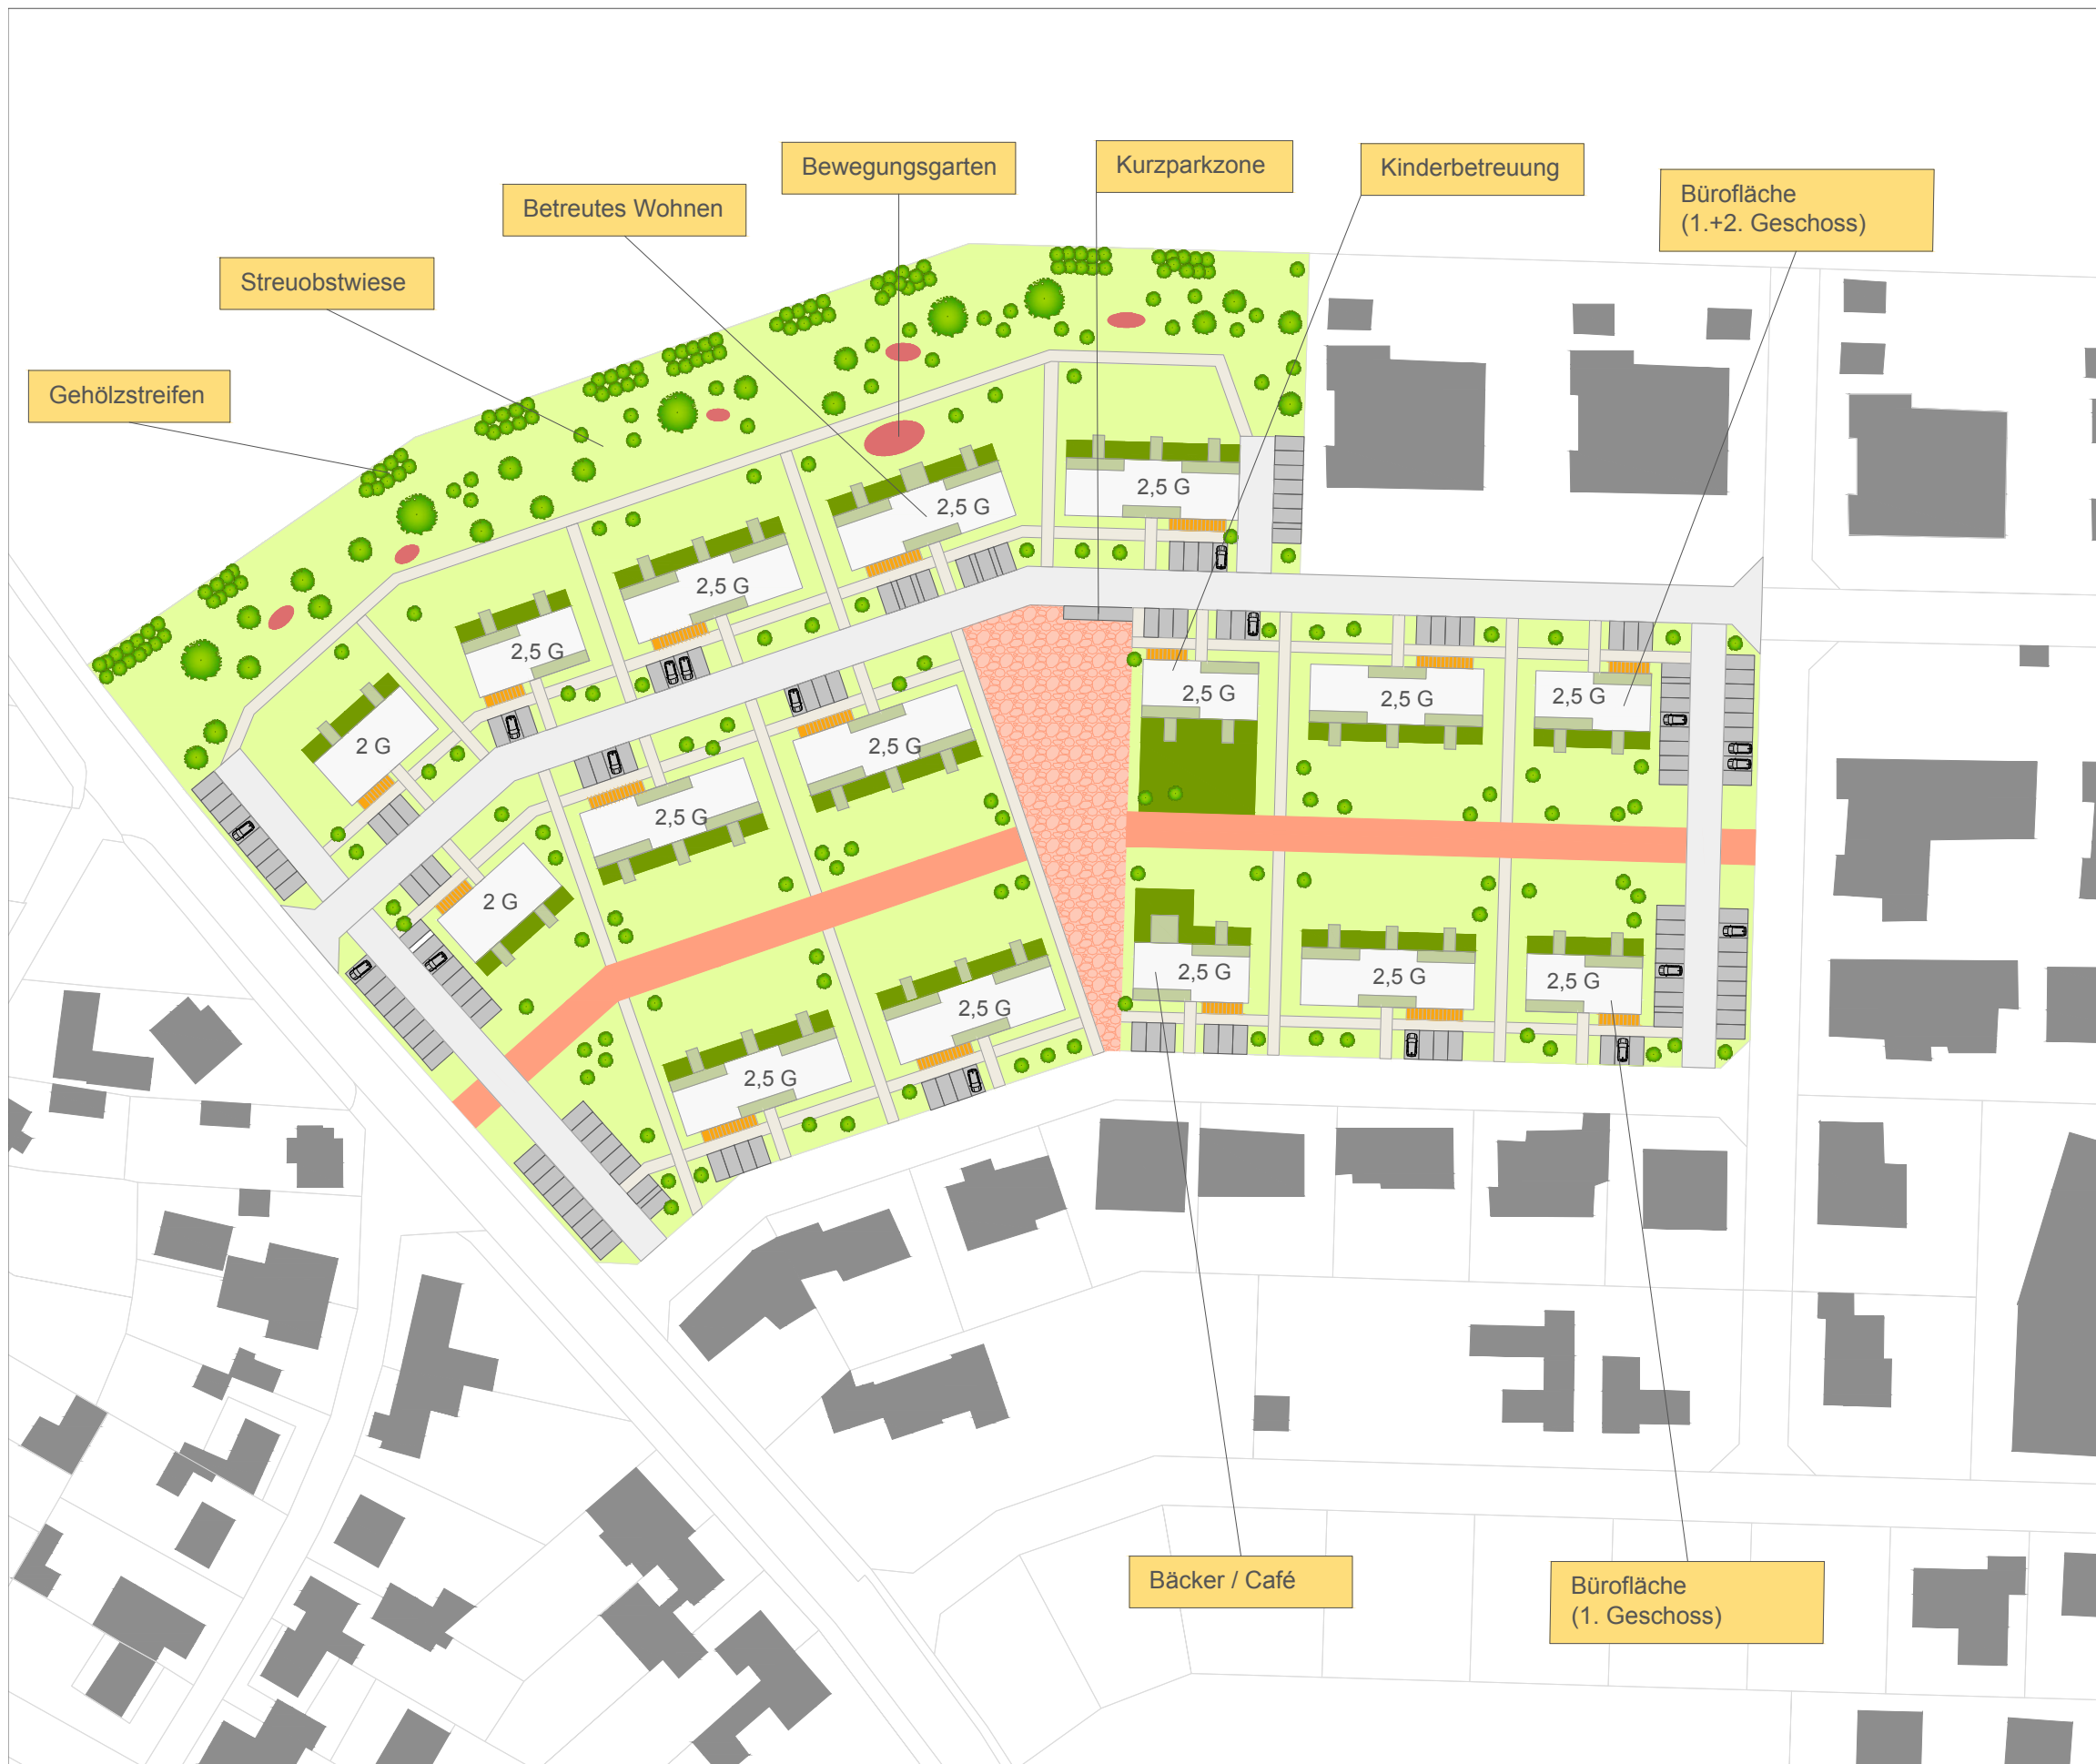 Bewegungsgarten
Kurzparkzone
Kinderbetreuung
Betreutes Wohnen
Bürofläche
(1.+2. Geschoss)
Streuobstwiese
Gehölzstreifen
2,5 G
2,5 G
2,5 G
2,5 G
2 G
2,5 G
2,5 G
2,5 G
2,5 G
2,5 G
2 G
2,5 G
2,5 G
2,5 G
2,5 G
2,5 G
2,5 G
Bäcker / Café
Bürofläche
(1. Geschoss)